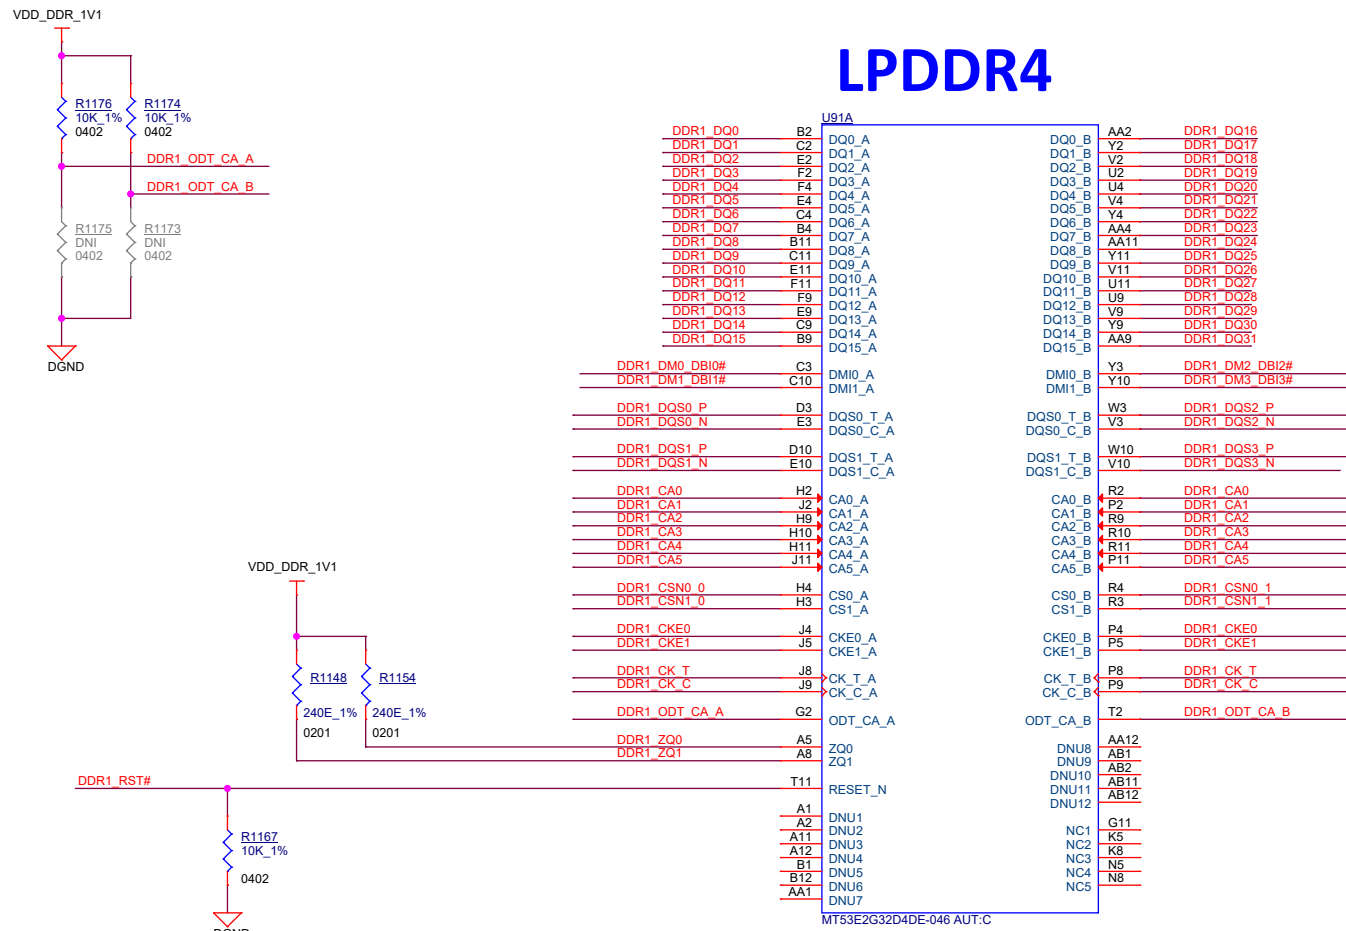 VDD_DDR_1V1
LPDDR4
R1176
10K_1%
0402
R1174
10K_1%
0402
DDR1_ODT_CA_A
DDR1_ODT_CA_B
R1175
DNI
0402
R1173
DNI
0402
DGND
U91A
DDR1_DQ0 B2 DQ0_A DQ0_B AA2 DDR1_DQ16
DDR1_DQ1 C2 DQ1_A DQ1_B Y2 DDR1_DQ17
DDR1_DQ2 E2 DQ2_A DQ2_B V2 DDR1_DQ18
DDR1_DQ3 F2 DQ3_A DQ3_B U2 DDR1_DQ19
DDR1_DQ4 F4 DQ4_A DQ4_B U4 DDR1_DQ20
DDR1_DQ5 E4 DQ5_A DQ5_B V4 DDR1_DQ21
DDR1_DQ6 C4 DQ6_A DQ6_B Y4 DDR1_DQ22
DDR1_DQ7 B4 DQ7_A DQ7_B AA4 DDR1_DQ23
DDR1_DQ8 B11 DQ8_A DQ8_B AA11 DDR1_DQ24
DDR1_DQ9 C11 DQ9_A DQ9_B Y11 DDR1_DQ25
DDR1_DQ10 E11 DQ10_A DQ10_B V11 DDR1_DQ26
DDR1_DQ11 F11 DQ11_A DQ11_B U11 DDR1_DQ27
DDR1_DQ12 F9 DQ12_A DQ12_B U9 DDR1_DQ28
DDR1_DQ13 E9 DQ13_A DQ13_B V9 DDR1_DQ29
DDR1_DQ14 C9 DQ14_A DQ14_B Y9 DDR1_DQ30
DDR1_DQ15 B9 DQ15_A DQ15_B AA9 DDR1_DQ31
DDR1_DM0_DBI0# C3 DMI0_A DMI0_B Y3 DDR1_DM2_DBI2#
DDR1_DM1_DBI1# C10 DMI1_A DMI1_B Y10 DDR1_DM3_DBI3#
DDR1_DQS0_P D3 DQS0_T_A DQS0_T_B W3 DDR1_DQS2_P
DDR1_DQS0_N E3 DQS0_C_A DQS0_C_B V3 DDR1_DQS2_N
DDR1_DQS1_P D10 DQS1_T_A DQS1_T_B W10 DDR1_DQS3_P
DDR1_DQS1_N E10 DQS1_C_A DQS1_C_B V10 DDR1_DQS3_N
DDR1_CA0 H2 CA0_A CA0_B R2 DDR1_CA0
DDR1_CA1 J2 CA1_A CA1_B P2 DDR1_CA1
DDR1_CA2 H9 CA2_A CA2_B R9 DDR1_CA2
DDR1_CA3 H10 CA3_A CA3_B R10 DDR1_CA3
DDR1_CA4 H11 CA4_A CA4_B R11 DDR1_CA4
DDR1_CA5 J11 CA5_A CA5_B P11 DDR1_CA5
DDR1_CSN0_0 H4 CS0_A CS0_B R4 DDR1_CSN0_1
DDR1_CSN1_0 H3 CS1_A CS1_B R3 DDR1_CSN1_1
DDR1_CKE0 J4 CKE0_A CKE0_B P4 DDR1_CKE0
DDR1_CKE1 J5 CKE1_A CKE1_B P5 DDR1_CKE1
DDR1_CK_T J8 CK_T_A CK_T_B P8 DDR1_CK_T
DDR1_CK_C J9 CK_C_A CK_C_B P9 DDR1_CK_C
DDR1_ODT_CA_A G2 ODT_CA_A ODT_CA_B T2 DDR1_ODT_CA_B
VDD_DDR_1V1
R1148
240E_1%
0201
R1154
240E_1%
0201
DDR1_ZQ0 A5 ZQ0 DNU8 AA12
DDR1_ZQ1 A8 ZQ1 DNU9 AB1
DNU10 AB2
DDR1_RST# T11 RESET_N DNU11 AB11
DNU12 AB12
A1 DNU1
A2 DNU2 NC1 G11
A11 DNU3 NC2 K5
A12 DNU4 NC3 K8
B1 DNU5 NC4 N5
B12 DNU6 NC5 N8
AA1 DNU7
R1167
10K_1%
0402
DGND
MT53E2G32D4DE-046 AUT:C